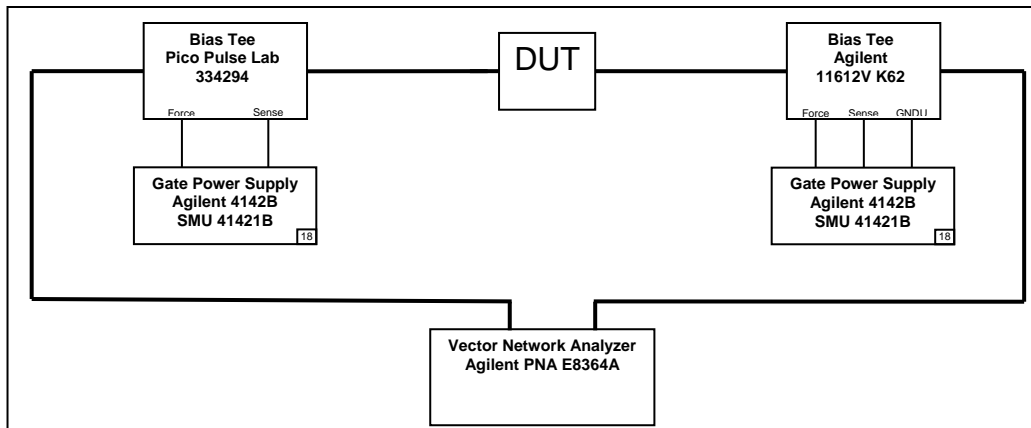 Bias Tee
Pico Pulse Lab
334294
Force Sense
DUT
Bias Tee
Agilent
11612V K62
Force Sense GNDU
Gate Power Supply
Agilent 4142B
SMU 41421B
18
Gate Power Supply
Agilent 4142B
SMU 41421B
18
Vector Network Analyzer
Agilent PNA E8364A